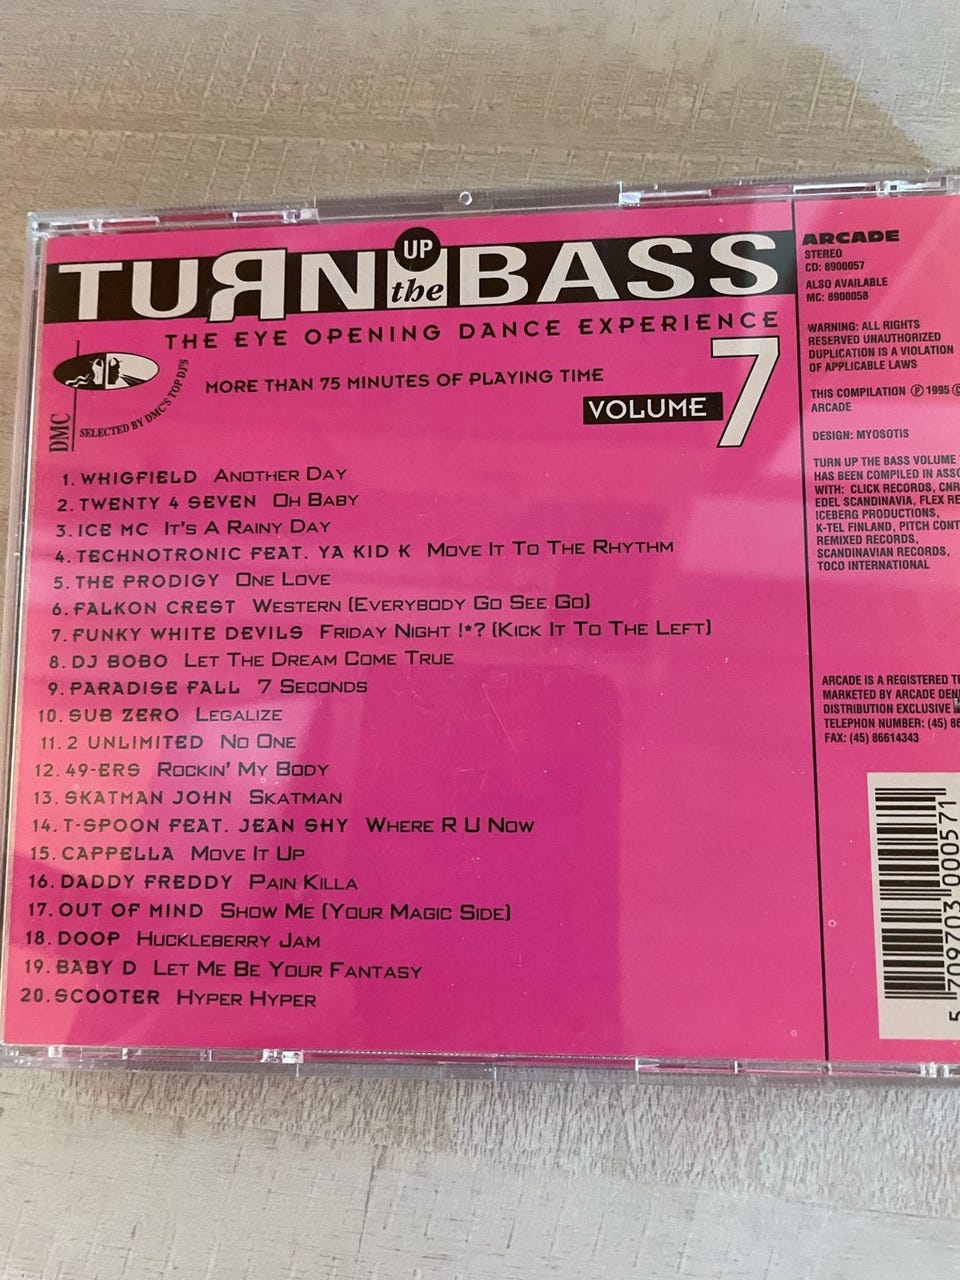 TURN UP the BASS
THE EYE OPENING DANCE EXPERIENCE
MORE THAN 75 MINUTES OF PLAYING TIME
VOLUME 7
DMC
SELECTED BY DMC'S TOP DJ'S
1. WHIGFIELD ANOTHER DAY
2. TWENTY 4 SEVEN OH BABY
3. ICE MC IT'S A RAINY DAY
4. TECHNOTRONIC FEAT. YA KID K MOVE IT TO THE RHYTHM
5. THE PRODIGY ONE LOVE
6. FALKON CREST WESTERN (EVERYBODY GO SEE GO)
7. FUNKY WHITE DEVILS FRIDAY NIGHT !*? (KICK IT TO THE LEFT)
8. DJ BOBO LET THE DREAM COME TRUE
9. PARADISE FALL 7 SECONDS
10. SUB ZERO LEGALIZE
11. 2 UNLIMITED NO ONE
12. 49-ERS ROCKIN' MY BODY
13. SKATMAN JOHN SKATMAN
14. T-SPOON FEAT. JEAN SHY WHERE R U NOW
15. CAPPELLA MOVE IT UP
16. DADDY FREDDY PAIN KILLA
17. OUT OF MIND SHOW ME (YOUR MAGIC SIDE)
18. DOOP HUCKLEBERRY JAM
19. BABY D LET ME BE YOUR FANTASY
20. SCOOTER HYPER HYPER
ARCADE
STEREO
CD: 8900057
ALSO AVAILABLE
MC: 8900058
WARNING: ALL RIGHTS
RESERVED UNAUTHORIZED
DUPLICATION IS A VIOLATION
OF APPLICABLE LAWS
THIS COMPILATION Ⓟ 1995 ©
ARCADE
DESIGN: MYOSOTIS
TURN UP THE BASS VOLUME
HAS BEEN COMPILED IN
WITH: CLICK RECORDS, CNR
EDEL SCANDINAVIA, FLEX
ICEBERG PRODUCTIONS,
K-TEL FINLAND, PITCH
REMIXED RECORDS,
SCANDINAVIAN RECORDS,
TOCO INTERNATIONAL
ARCADE IS A REGISTERED
MARKETED BY ARCADE
DISTRIBUTION EXCLUSIVE
TELEPHON NUMBER: (45) 86
FAX: (45) 86614343
5 709703 000571